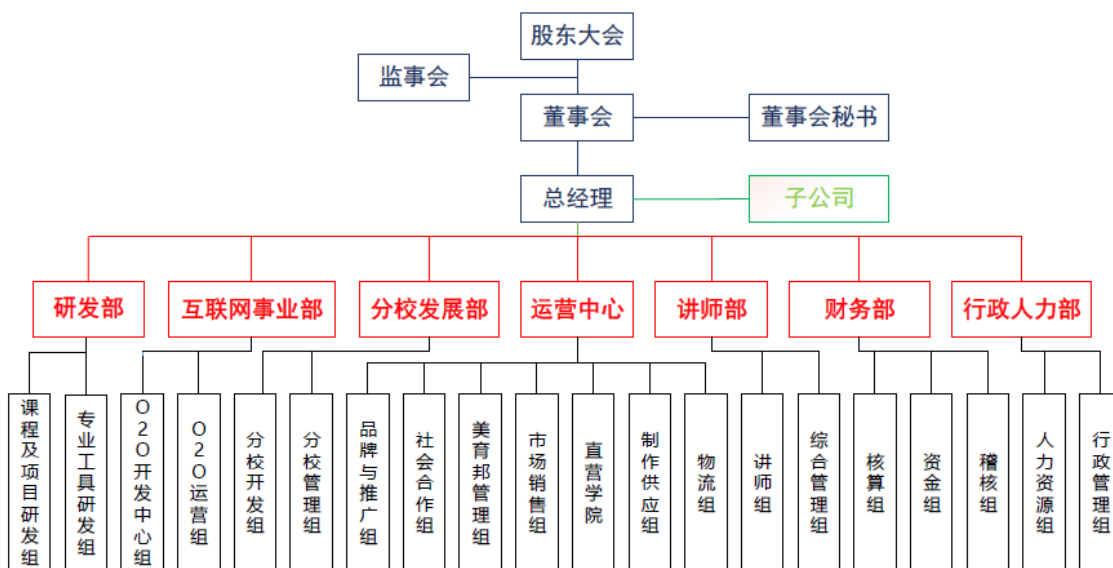 股东大会
监事会
董事会
董事会秘书
总经理
子公司
研发部
互联网事业部
分校发展部
运营中心
讲师部
财务部
行政人力部
课程及项目研发组
专业工具研发组
O2O开发中心组
O2O运营组
分校开发组
分校管理组
品牌与推广组
社会合作组
美育邦管理组
市场销售组
直营学院
制作供应组
物流组
讲师组
综合管理组
核算组
资金组
稽核组
人力资源组
行政管理组